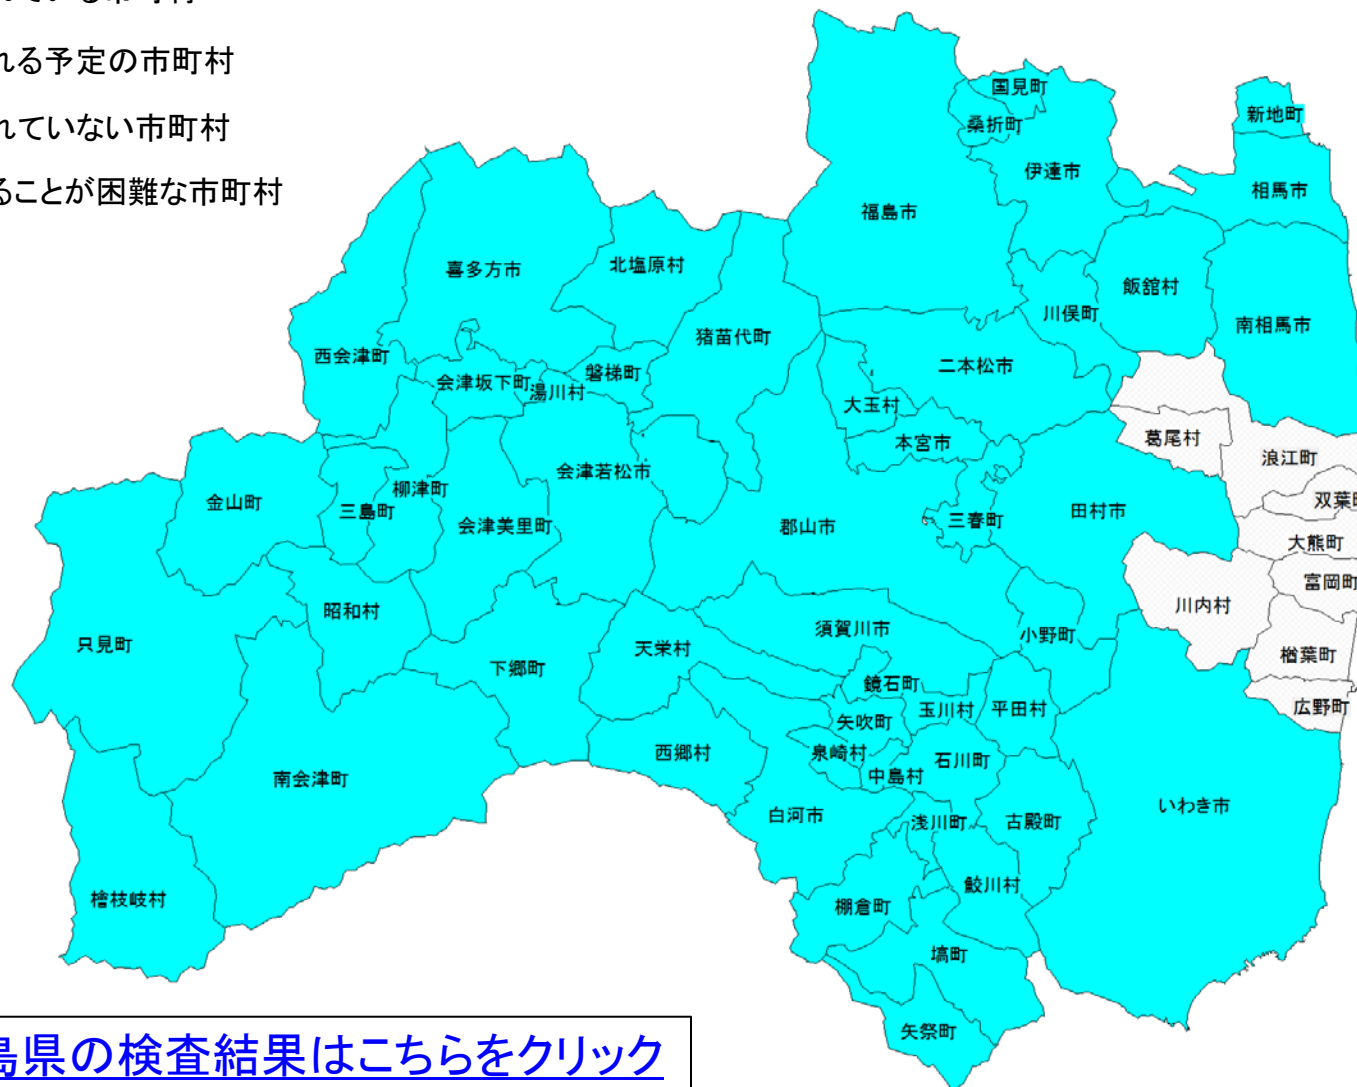 れる予定の市町村
れていない市町村
ることが困難な市町村
国見町
桑折町
新地町
伊達市
相馬市
福島市
喜多方市
北塩原村
飯舘村
川俣町
南相馬市
猪苗代町
西会津町
二本松市
磐梯町
会津坂下町
湯川村
大玉村
本宮市
葛尾村
浪江町
会津若松市
柳津町
金山町
三島町
双葉町
田村市
三春町
会津美里町
郡山市
大熊町
富岡町
川内村
昭和村
須賀川市
小野町
只見町
天栄村
下郷町
楢葉町
鏡石町
広野町
玉川村
平田村
矢吹町
泉崎村
西郷村
石川町
中島村
南会津町
いわき市
白河市
浅川町
古殿町
鮫川村
檜枝岐村
棚倉町
塙町
矢祭町
島県の検査結果はこちらをクリック